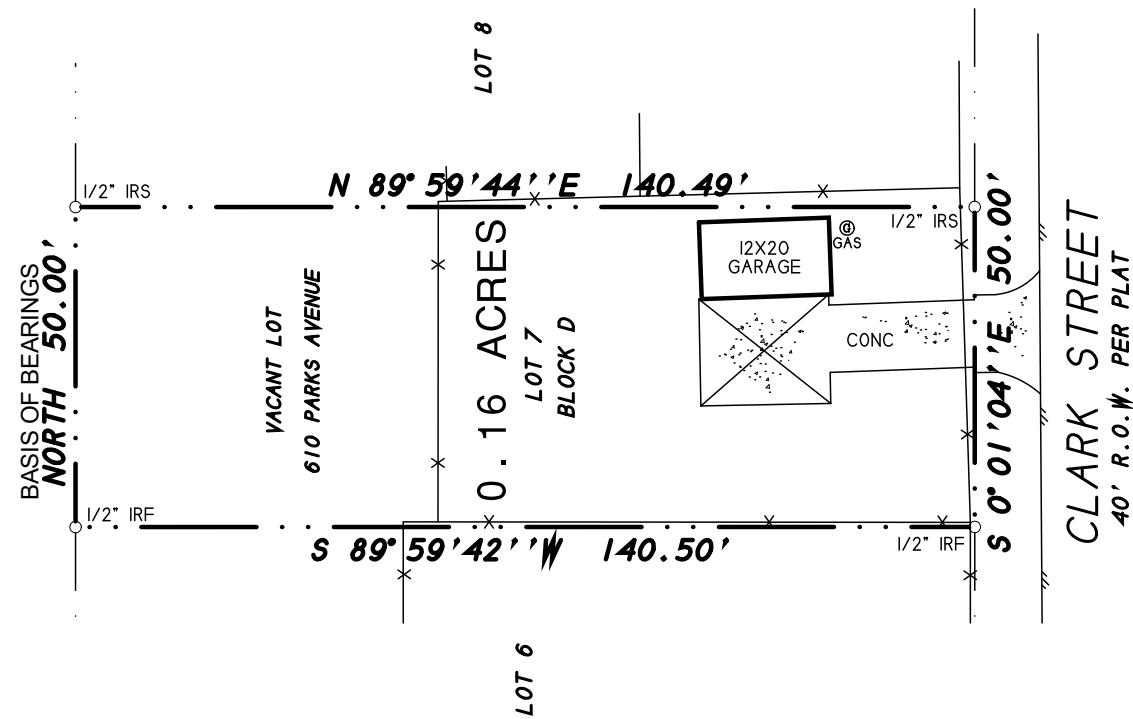 LOT 8
N 89° 59'44''E 140.49'
1/2" IRS
1/2" IRS
BASIS OF BEARINGS
NORTH 50.00'
VACANT LOT
610 PARKS AVENUE
0.16 ACRES
LOT 7
BLOCK D
12X20
GARAGE
G
GAS
CONC
S 0°01'04'E 50.00'
CLARK STREET
40' R.O.W. PER PLAT
1/2" IRF
1/2" IRF
S 89°59'42''W 140.50'
LOT 6